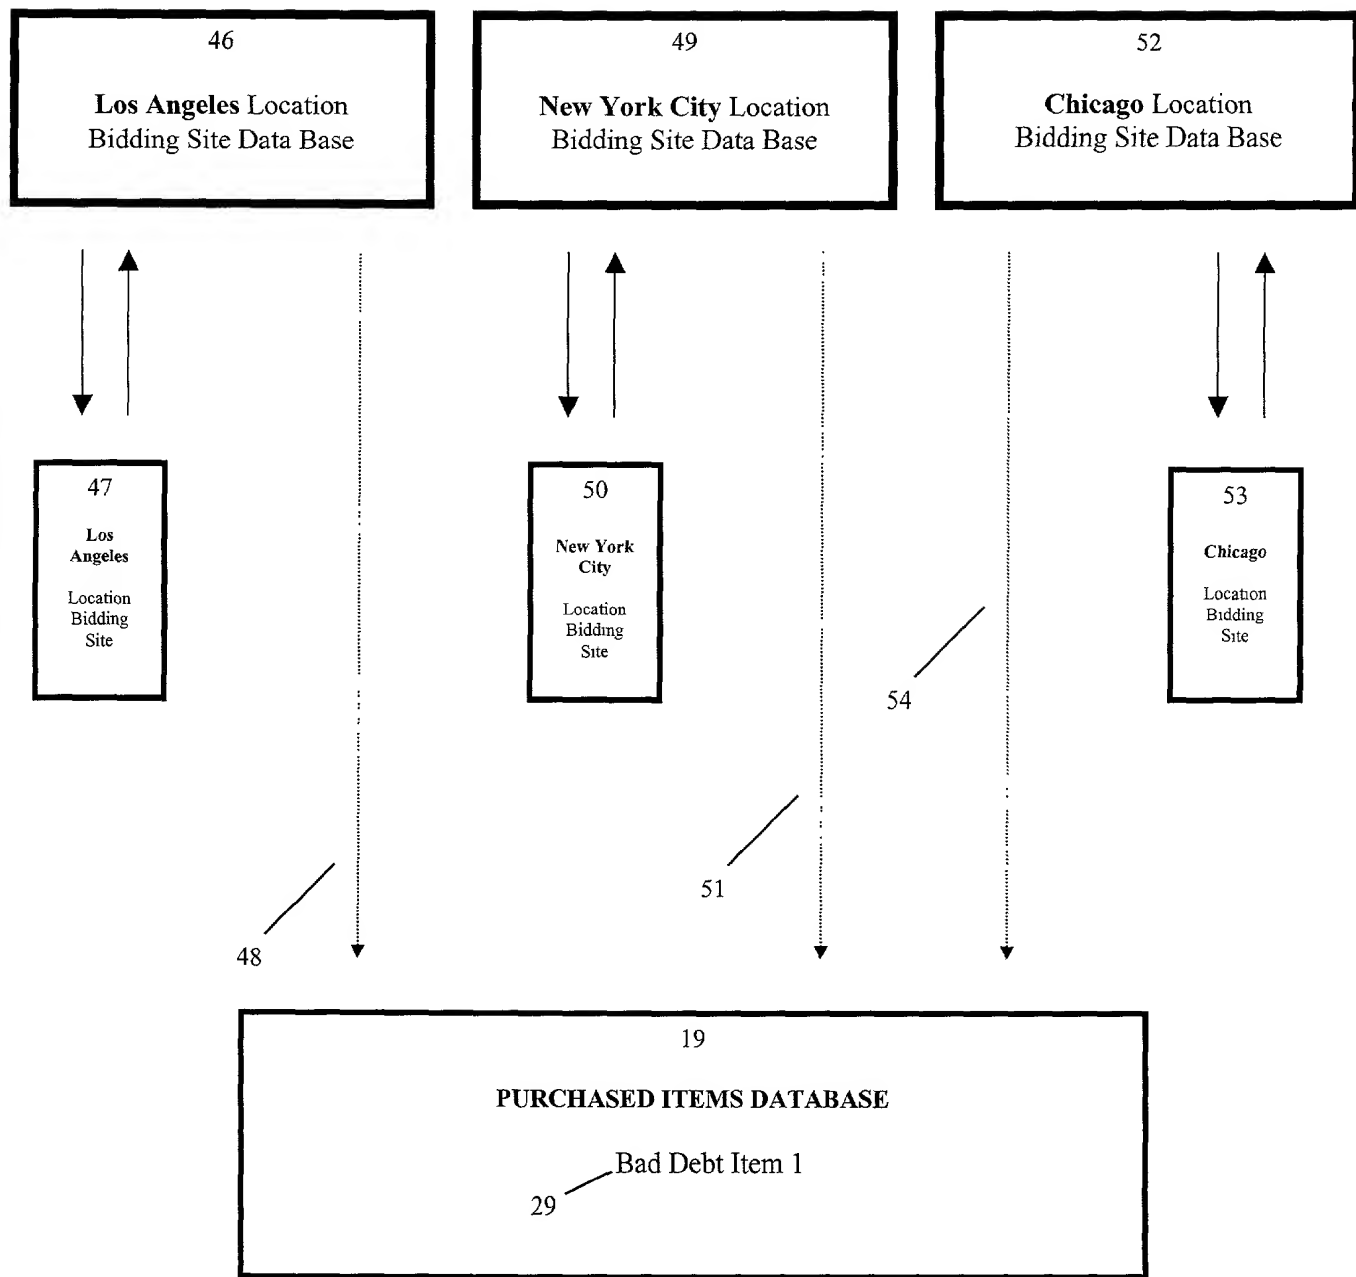 46
Los Angeles Location
Bidding Site Data Base
49
New York City Location
Bidding Site Data Base
52
Chicago Location
Bidding Site Data Base
47
Los
Angeles
Location
Bidding
Site
50
New York
City
Location
Bidding
Site
53
Chicago
Location
Bidding
Site
54
51
48
19
PURCHASED ITEMS DATABASE
Bad Debt Item 1
29